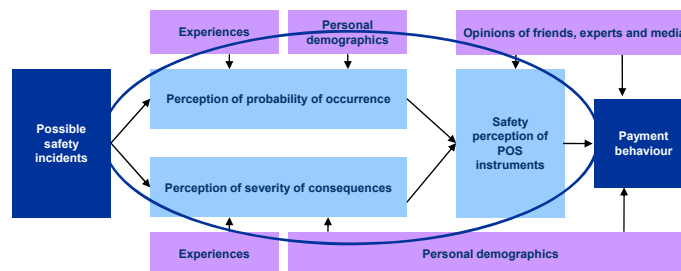 Experiences
Personal
demographics
Opinions of friends, experts and media
Possible
safety
incidents
Perception of probability of occurrence
Safety
perception of
POS
instruments
Payment
behaviour
Perception of severity of consequences
Experiences
Personal demographics